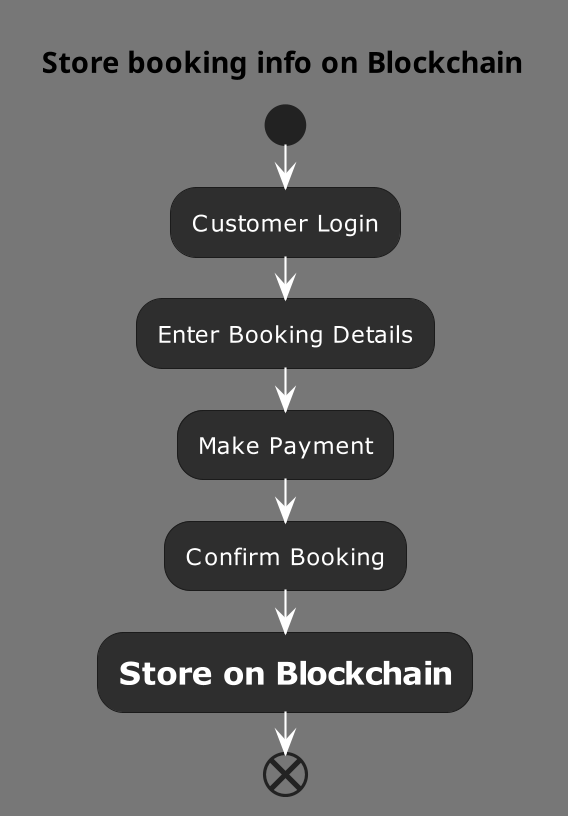 Store booking info on Blockchain
Customer Login
Enter Booking Details
Make Payment
Confirm Booking
Store on Blockchain